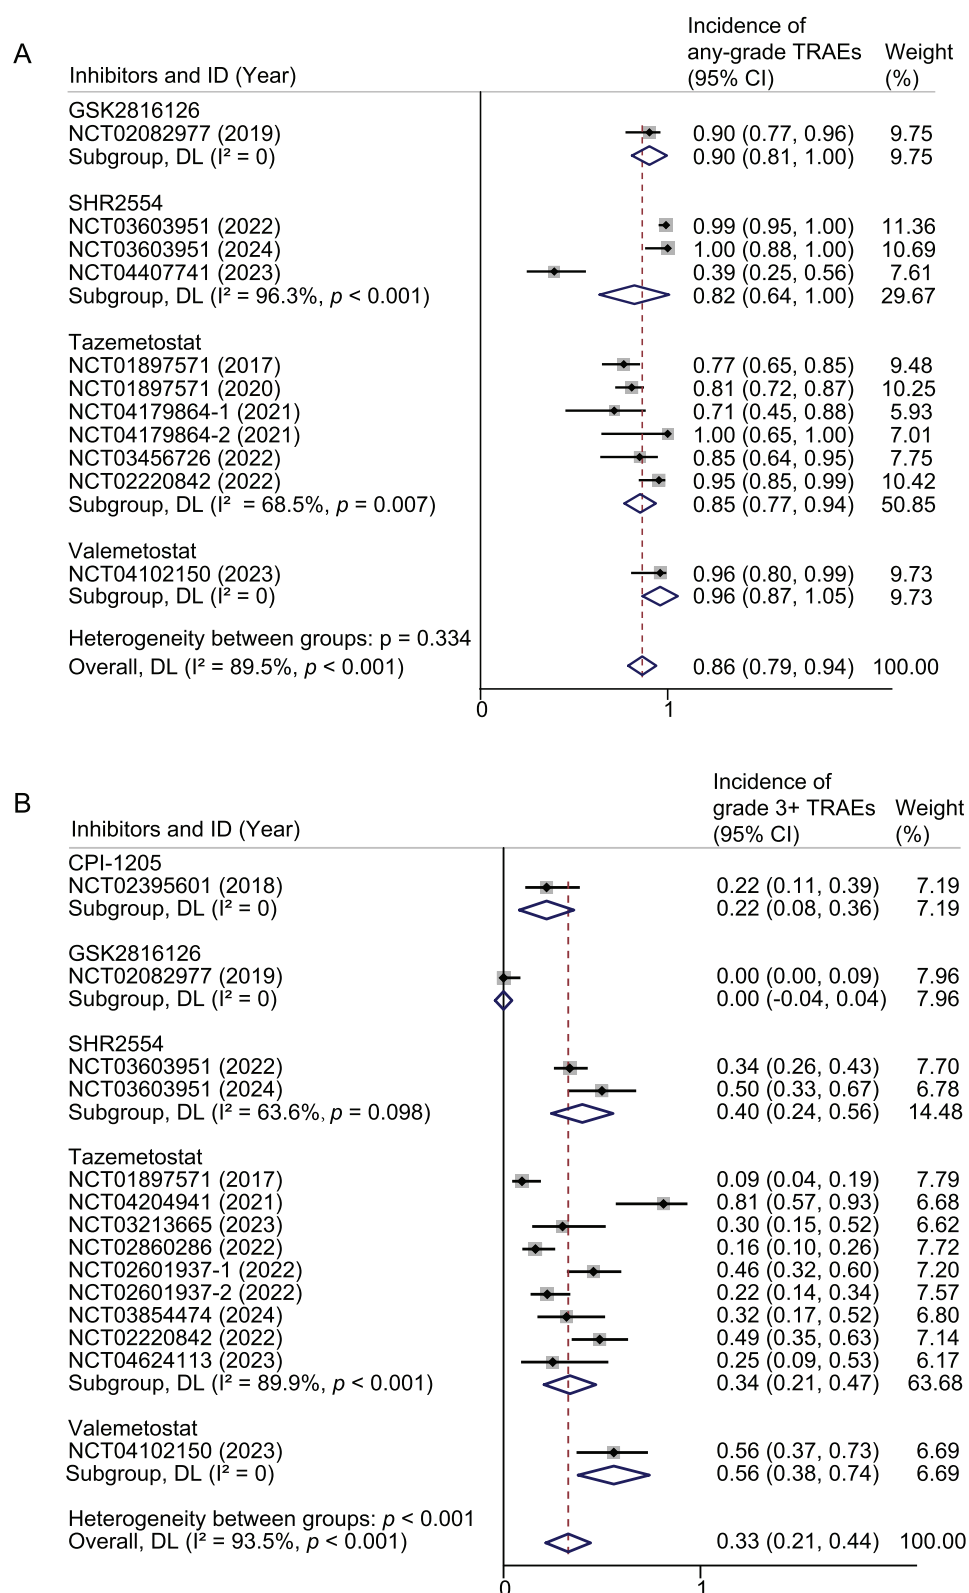 A
Inhibitors and ID (Year) Incidence of any-grade TRAEs (95% CI) Weight (%)
GSK2816126
NCT02082977 (2019) 0.90 (0.77, 0.96) 9.75
Subgroup, DL (I² = 0) 0.90 (0.81, 1.00) 9.75
SHR2554
NCT03603951 (2022) 0.99 (0.95, 1.00) 11.36
NCT03603951 (2024) 1.00 (0.88, 1.00) 10.69
NCT04407741 (2023) 0.39 (0.25, 0.56) 7.61
Subgroup, DL (I² = 96.3%, p < 0.001) 0.82 (0.64, 1.00) 29.67
Tazemetostat
NCT01897571 (2017) 0.77 (0.65, 0.85) 9.48
NCT01897571 (2020) 0.81 (0.72, 0.87) 10.25
NCT04179864-1 (2021) 0.71 (0.45, 0.88) 5.93
NCT04179864-2 (2021) 1.00 (0.65, 1.00) 7.01
NCT03456726 (2022) 0.85 (0.64, 0.95) 7.75
NCT02220842 (2022) 0.95 (0.85, 0.99) 10.42
Subgroup, DL (I² = 68.5%, p = 0.007) 0.85 (0.77, 0.94) 50.85
Valemetostat
NCT04102150 (2023) 0.96 (0.80, 0.99) 9.73
Subgroup, DL (I² = 0) 0.96 (0.87, 1.05) 9.73
Heterogeneity between groups: p = 0.334
Overall, DL (I² = 89.5%, p < 0.001) 0.86 (0.79, 0.94) 100.00
0 1
B
Inhibitors and ID (Year) Incidence of grade 3+ TRAEs (95% CI) Weight (%)
CPI-1205
NCT02395601 (2018) 0.22 (0.11, 0.39) 7.19
Subgroup, DL (I² = 0) 0.22 (0.08, 0.36) 7.19
GSK2816126
NCT02082977 (2019) 0.00 (0.00, 0.09) 7.96
Subgroup, DL (I² = 0) 0.00 (-0.04, 0.04) 7.96
SHR2554
NCT03603951 (2022) 0.34 (0.26, 0.43) 7.70
NCT03603951 (2024) 0.50 (0.33, 0.67) 6.78
Subgroup, DL (I² = 63.6%, p = 0.098) 0.40 (0.24, 0.56) 14.48
Tazemetostat
NCT01897571 (2017) 0.09 (0.04, 0.19) 7.79
NCT04204941 (2021) 0.81 (0.57, 0.93) 6.68
NCT03213665 (2023) 0.30 (0.15, 0.52) 6.62
NCT02860286 (2022) 0.16 (0.10, 0.26) 7.72
NCT02601937-1 (2022) 0.46 (0.32, 0.60) 7.20
NCT02601937-2 (2022) 0.22 (0.14, 0.34) 7.57
NCT03854474 (2024) 0.32 (0.17, 0.52) 6.80
NCT02220842 (2022) 0.49 (0.35, 0.63) 7.14
NCT04624113 (2023) 0.25 (0.09, 0.53) 6.17
Subgroup, DL (I² = 89.9%, p < 0.001) 0.34 (0.21, 0.47) 63.68
Valemetostat
NCT04102150 (2023) 0.56 (0.37, 0.73) 6.69
Subgroup, DL (I² = 0) 0.56 (0.38, 0.74) 6.69
Heterogeneity between groups: p < 0.001
Overall, DL (I² = 93.5%, p < 0.001) 0.33 (0.21, 0.44) 100.00
0 1